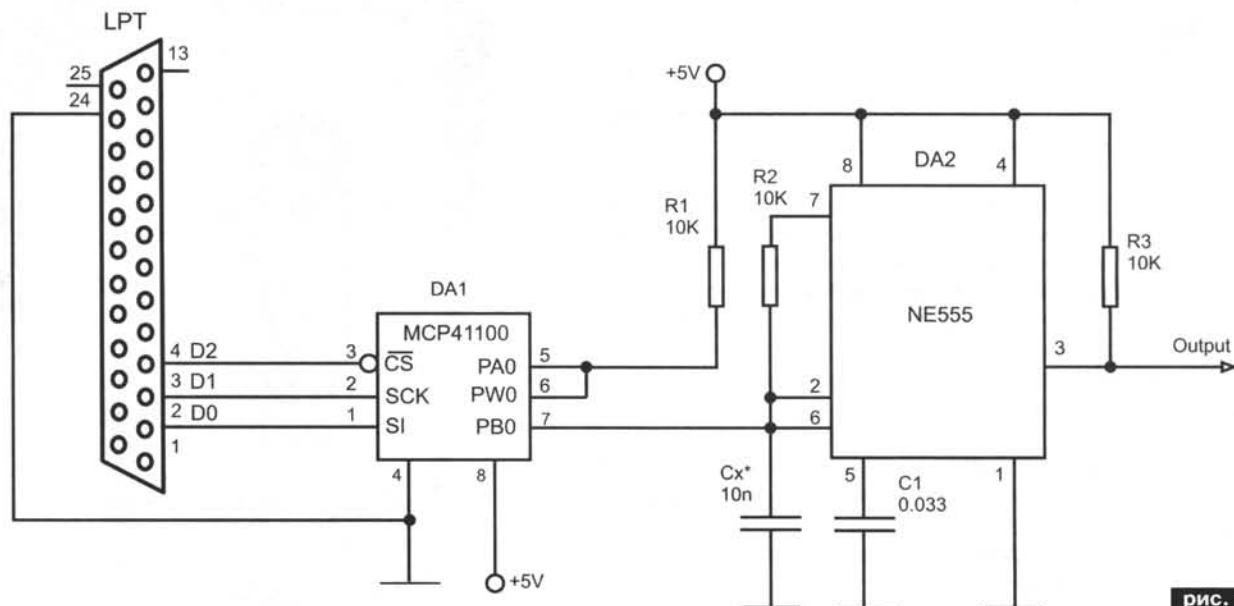 LPT
13
25
24
4 D2
3 D1
2 D0
1
DA1
MCP41100
3
2
1
CS
SCK
SI
PA0
PW0
PB0
5
6
7
4
8
+5V
+5V
R1
10K
R2
10K
DA2
NE555
8
4
7
2
6
5
1
3
R3
10K
Output
Cx*
10n
C1
0.033
рис.